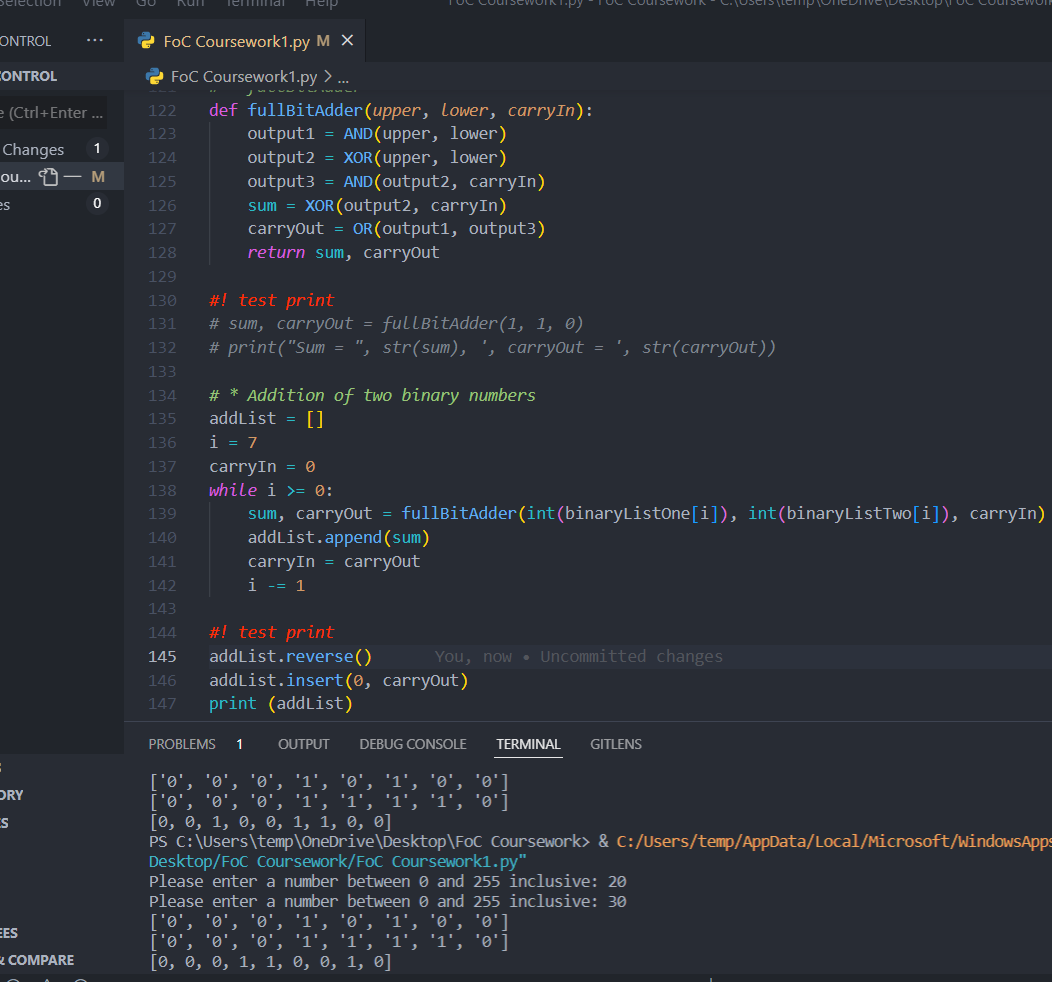 Selection View Go Run Terminal Help FoC Coursework1.py - FoC Coursework - C:\Users\temp\OneDrive\Desktop\FoC Coursework
ONTROL ... FoC Coursework1.py M ×
CONTROL
FoC Coursework1.py > ...
e (Ctrl+Enter ...
Changes 1
ou... M
es 0
121 # * fullBitAdder
122 def fullBitAdder(upper, lower, carryIn):
123 output1 = AND(upper, lower)
124 output2 = XOR(upper, lower)
125 output3 = AND(output2, carryIn)
126 sum = XOR(output2, carryIn)
127 carryOut = OR(output1, output3)
128 return sum, carryOut
129
130 #! test print
131 # sum, carryOut = fullBitAdder(1, 1, 0)
132 # print("Sum = ", str(sum), ', carryOut = ', str(carryOut))
133
134 # * Addition of two binary numbers
135 addList = []
136 i = 7
137 carryIn = 0
138 while i >= 0:
139 sum, carryOut = fullBitAdder(int(binaryListOne[i]), int(binaryListTwo[i]), carryIn)
140 addList.append(sum)
141 carryIn = carryOut
142 i -= 1
143
144 #! test print
145 addList.reverse() You, now • Uncommitted changes
146 addList.insert(0, carryOut)
147 print (addList)
PROBLEMS 1 OUTPUT DEBUG CONSOLE TERMINAL GITLENS
ORY
S
EES
& COMPARE
['0', '0', '0', '1', '0', '1', '0', '0']
['0', '0', '0', '1', '1', '1', '1', '0']
[0, 0, 1, 0, 0, 1, 1, 0, 0]
PS C:\Users\temp\OneDrive\Desktop\FoC Coursework> & C:/Users/temp/AppData/Local/Microsoft/WindowsApps
Desktop/FoC Coursework/FoC Coursework1.py"
Please enter a number between 0 and 255 inclusive: 20
Please enter a number between 0 and 255 inclusive: 30
['0', '0', '0', '1', '0', '1', '0', '0']
['0', '0', '0', '1', '1', '1', '1', '0']
[0, 0, 0, 1, 1, 0, 0, 1, 0]